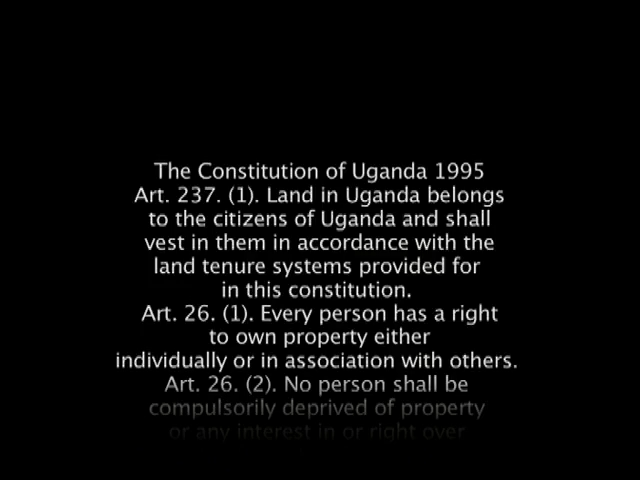 The Constitution of Uganda 1995
Art. 237. (1). Land in Uganda belongs
to the citizens of Uganda and shall
vest in them in accordance with the
land tenure systems provided for
in this constitution.
Art. 26. (1). Every person has a right
to own property either
individually or in association with others.
Art. 26. (2). No person shall be
compulsorily deprived of property
or any interest in or right over